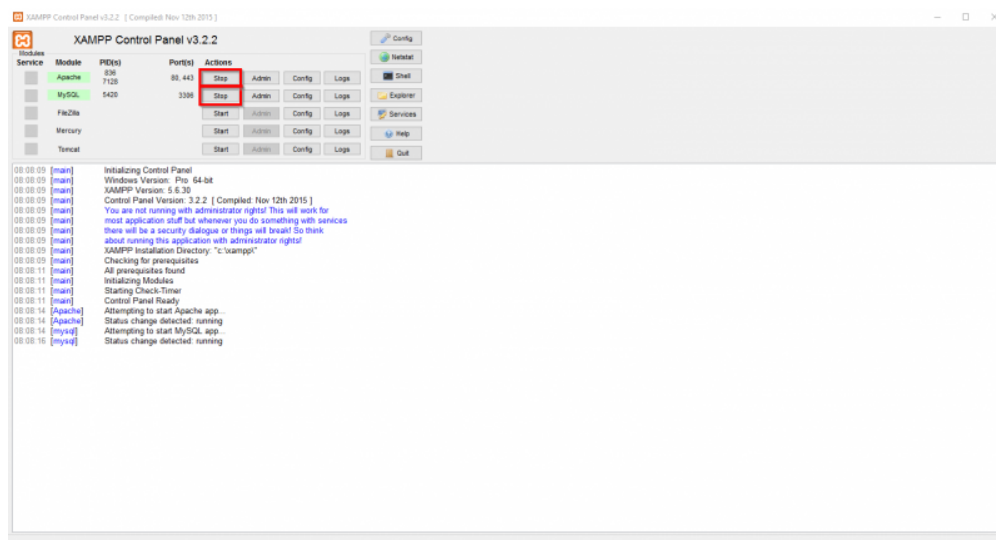 XAMPP Control Panel v3.2.2 [ Compiled: Nov 12th 2015 ]
XAMPP Control Panel v3.2.2
Modules
Service Module PID(s) Port(s) Actions
Apache 836 7128 80, 443 Stop Admin Config Logs
MySQL 5420 3306 Stop Admin Config Logs
FileZilla Start Admin Config Logs
Mercury Start Admin Config Logs
Tomcat Start Admin Config Logs
Config
Netstat
Shell
Explorer
Services
Help
Quit
08:08:09 [main] Initializing Control Panel
08:08:09 [main] Windows Version: Pro 64-bit
08:08:09 [main] XAMPP Version: 5.6.30
08:08:09 [main] Control Panel Version: 3.2.2 [ Compiled: Nov 12th 2015 ]
08:08:09 [main] You are not running with administrator rights! This will work for
08:08:09 [main] most application stuff but whenever you do something with services
08:08:09 [main] there will be a security dialogue or things will break! So think
08:08:09 [main] about running this application with administrator rights!
08:08:09 [main] XAMPP Installation Directory: "c:\xampp\"
08:08:09 [main] Checking for prerequisites
08:08:11 [main] All prerequisites found
08:08:11 [main] Initializing Modules
08:08:11 [main] Starting Check-Timer
08:08:11 [main] Control Panel Ready
08:08:14 [Apache] Attempting to start Apache app...
08:08:14 [Apache] Status change detected: running
08:08:14 [mysql] Attempting to start MySQL app...
08:08:16 [mysql] Status change detected: running